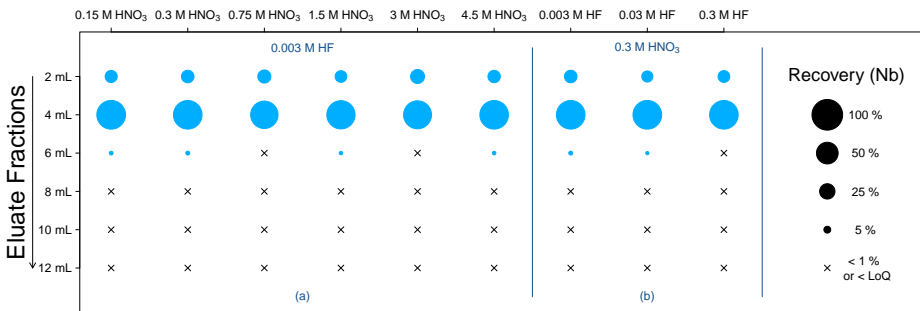 0.15 M HNO₃ 0.3 M HNO₃ 0.75 M HNO₃ 1.5 M HNO₃ 3 M HNO₃ 4.5 M HNO₃ 0.003 M HF 0.03 M HF 0.3 M HF
0.003 M HF 0.3 M HNO₃
Eluate Fractions
2 mL
4 mL
6 mL
8 mL
10 mL
12 mL
(a) (b)
Recovery (Nb)
100 %
50 %
25 %
5 %
< 1 %
or < LoQ